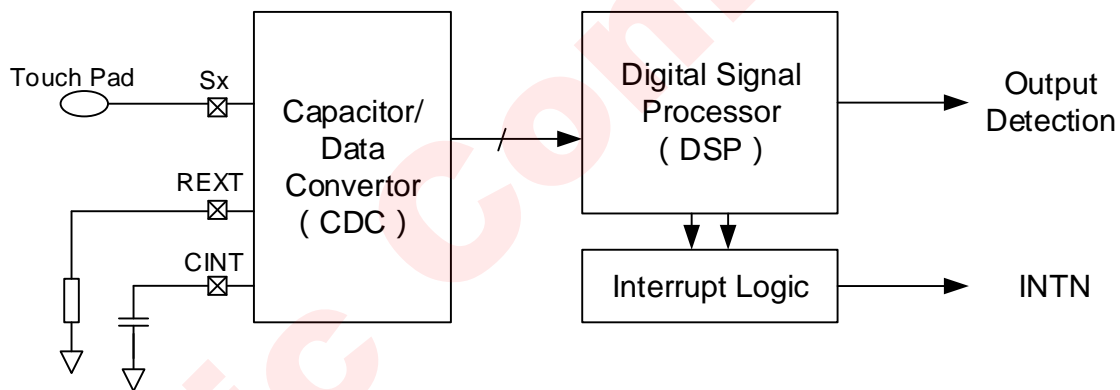 Touch Pad
Sx
REXT
CINT
Capacitor/
Data
Convertor
( CDC )
Digital Signal
Processor
( DSP )
Interrupt Logic
Output
Detection
INTN